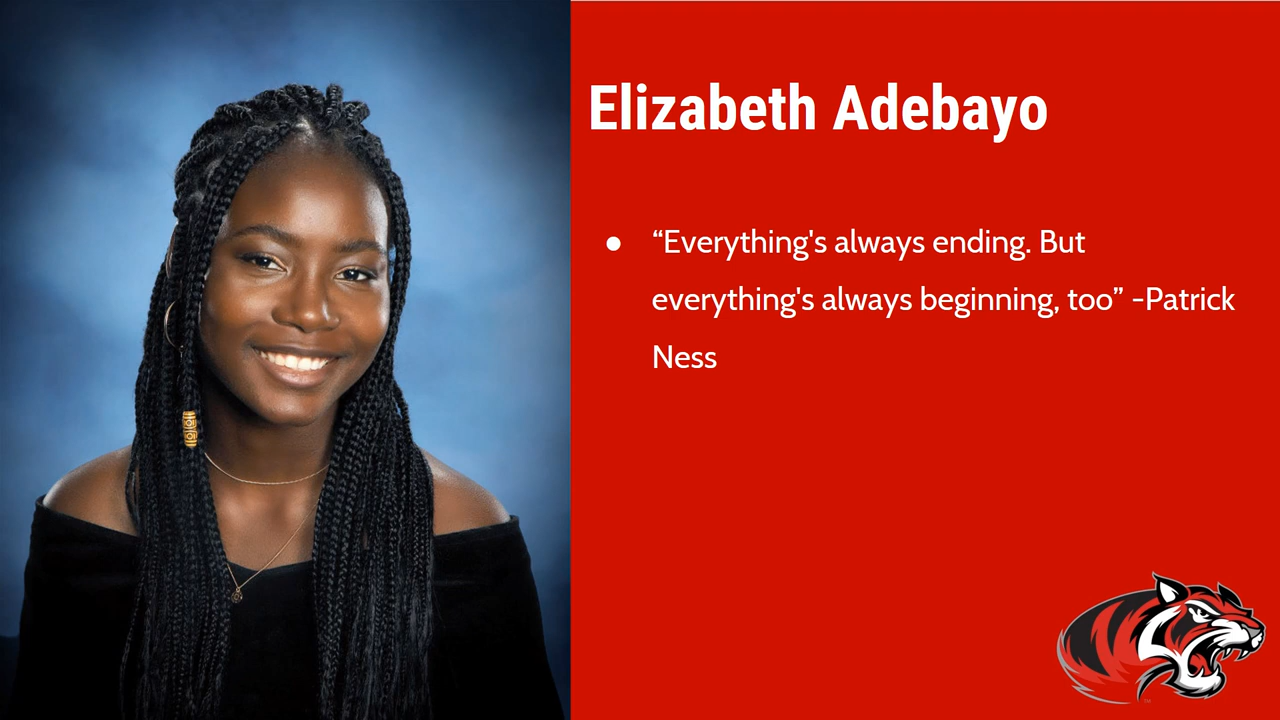 Elizabeth Adebayo
● “Everything's always ending. But
everything's always beginning, too” -Patrick
Ness